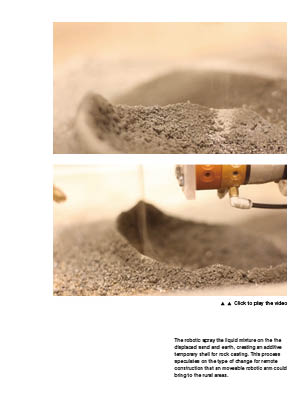 ▲ ▲ Click to play the video
The robotic spray the liquid mixture on the the
displaced sand and earth, creating an additive
temporary shell for rock casting. This process
speculates on the type of change for remote
construction that an moveable robotic arm could
bring to the rural areas.